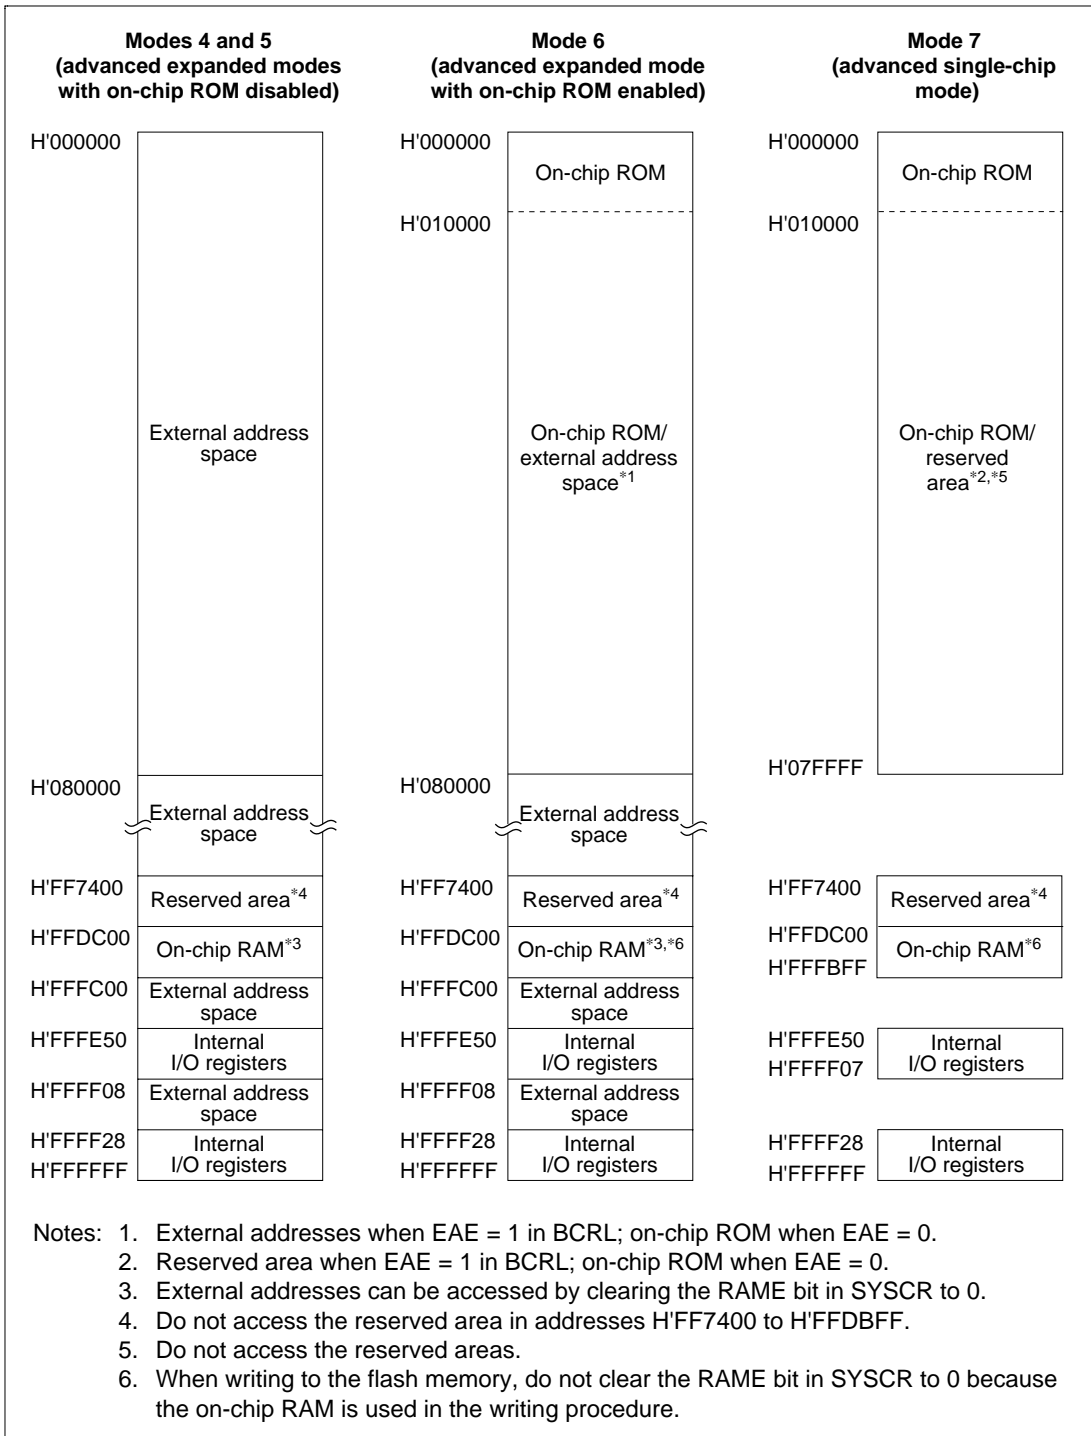 Modes 4 and 5
(advanced expanded modes
with on-chip ROM disabled)
H'000000
External address
space
H'080000
External address
space
H'FF7400
Reserved area*4
H'FFDC00
On-chip RAM*3
H'FFFC00
External address
space
H'FFFE50
Internal
I/O registers
H'FFFF08
External address
space
H'FFFF28
Internal
I/O registers
H'FFFFFF
Mode 6
(advanced expanded mode
with on-chip ROM enabled)
H'000000
On-chip ROM
H'010000
On-chip ROM/
external address
space*1
H'080000
External address
space
H'FF7400
Reserved area*4
H'FFDC00
On-chip RAM*3,*6
H'FFFC00
External address
space
H'FFFE50
Internal
I/O registers
H'FFFF08
External address
space
H'FFFF28
Internal
I/O registers
H'FFFFFF
Mode 7
(advanced single-chip
mode)
H'000000
On-chip ROM
H'010000
On-chip ROM/
reserved
area*2,*5
H'07FFFF
H'FF7400
Reserved area*4
H'FFDC00
On-chip RAM*6
H'FFFBFF
H'FFFE50
Internal
I/O registers
H'FFFF07
H'FFFF28
Internal
I/O registers
H'FFFFFF
Notes: 1. External addresses when EAE = 1 in BCRL; on-chip ROM when EAE = 0.
2. Reserved area when EAE = 1 in BCRL; on-chip ROM when EAE = 0.
3. External addresses can be accessed by clearing the RAME bit in SYSCR to 0.
4. Do not access the reserved area in addresses H'FF7400 to H'FFDBFF.
5. Do not access the reserved areas.
6. When writing to the flash memory, do not clear the RAME bit in SYSCR to 0 because
the on-chip RAM is used in the writing procedure.